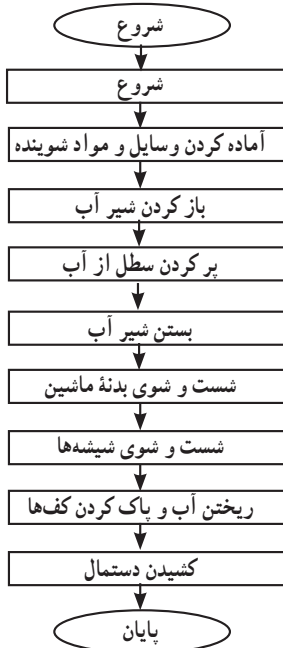 شروع
شروع
آماده کردن وسایل و مواد شوینده
باز کردن شیر آب
پر کردن سطل از آب
بستن شیر آب
شست و شوی بدنهٔ ماشین
شست و شوی شیشه‌ها
ریختن آب و پاک کردن کف‌ها
کشیدن دستمال
پایان